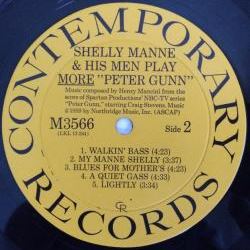 CONTEMPORARY
SHELLY MANNE
& HIS MEN PLAY
MORE "PETER GUNN"
Music composed by Henry Mancini from the
score of Spartan Productions' NBC-TV series
"Peter Gunn," starring Craig Stevens. Music
© 1959 by Northridge Music, Inc. (ASCAP)
M3566
Side 2
1. WALKIN' BASS (4:23)
2. MY MANNE SHELLY (3:37)
3. BLUES FOR MOTHER'S (4:23)
4. A QUIET GASS (4:33)
5. LIGHTLY (3:34)
CR
RECORDS